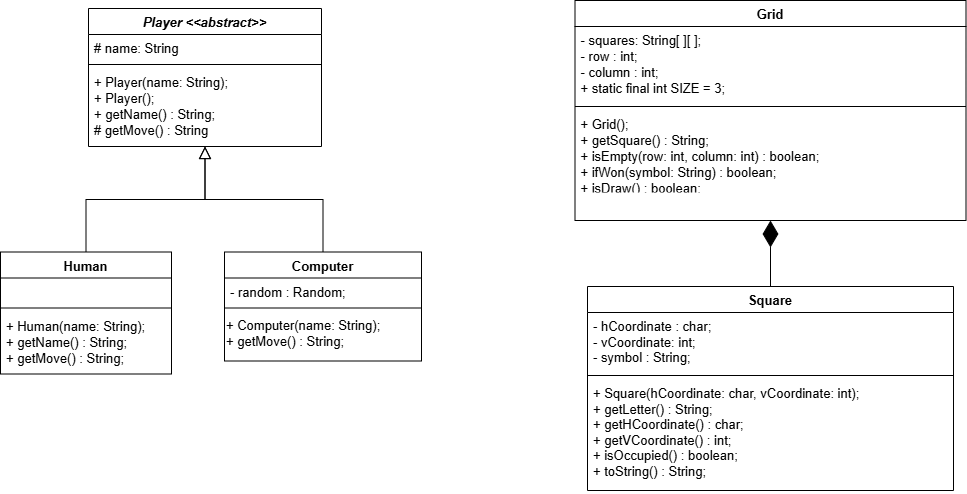 Player <<abstract>>
# name: String
+ Player(name: String);
+ Player();
+ getName() : String;
# getMove() : String
Human
+ Human(name: String);
+ getName() : String;
+ getMove() : String;
Computer
- random : Random;
+ Computer(name: String);
+ getMove() : String;
Grid
- squares: String[ ][ ];
- row : int;
- column : int;
+ static final int SIZE = 3;
+ Grid();
+ getSquare() : String;
+ isEmpty(row: int, column: int) : boolean;
+ ifWon(symbol: String) : boolean;
+ isDraw() : boolean;
Square
- hCoordinate : char;
- vCoordinate: int;
- symbol : String;
+ Square(hCoordinate: char, vCoordinate: int);
+ getLetter() : String;
+ getHCoordinate() : char;
+ getVCoordinate() : int;
+ isOccupied() : boolean;
+ toString() : String;